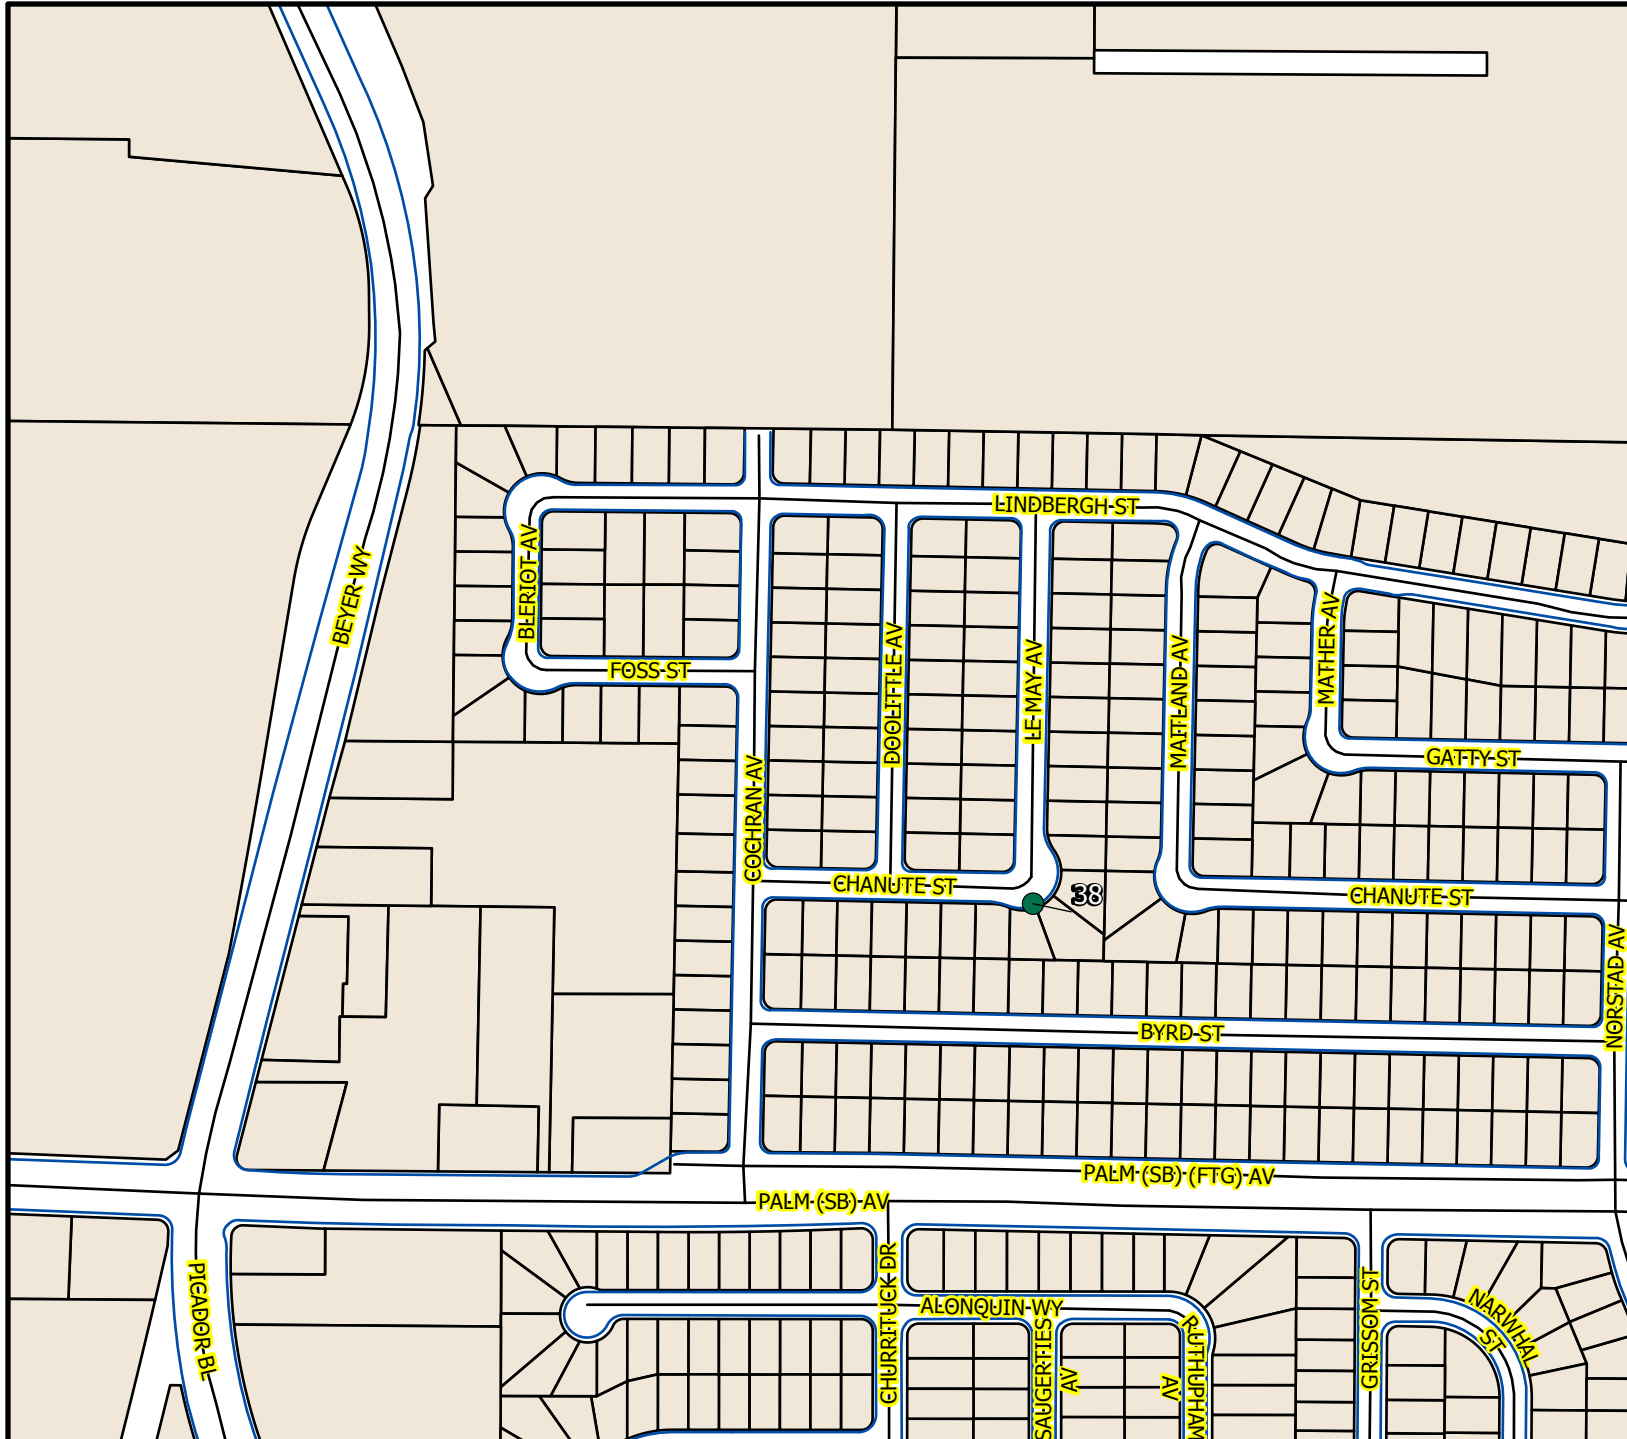 LINDBERGH ST
BLERIOT AV
BEYER WY
MATHER AV
DOOLITTLE AV
LE MAY AV
MAITLAND AV
FOSS ST
GATTY ST
COCHRAN AV
CHANUTE ST
38
CHANUTE ST
NORSTAD AV
BYRD ST
PALM (SB) (FTG) AV
PALM (SB) AV
PICADOR BL
CHURRITUCK DR
ALONQUIN WY
SAUGERTIES
AV
RUTHUPHAM
AV
GRISSOM ST
NARWHAL
ST